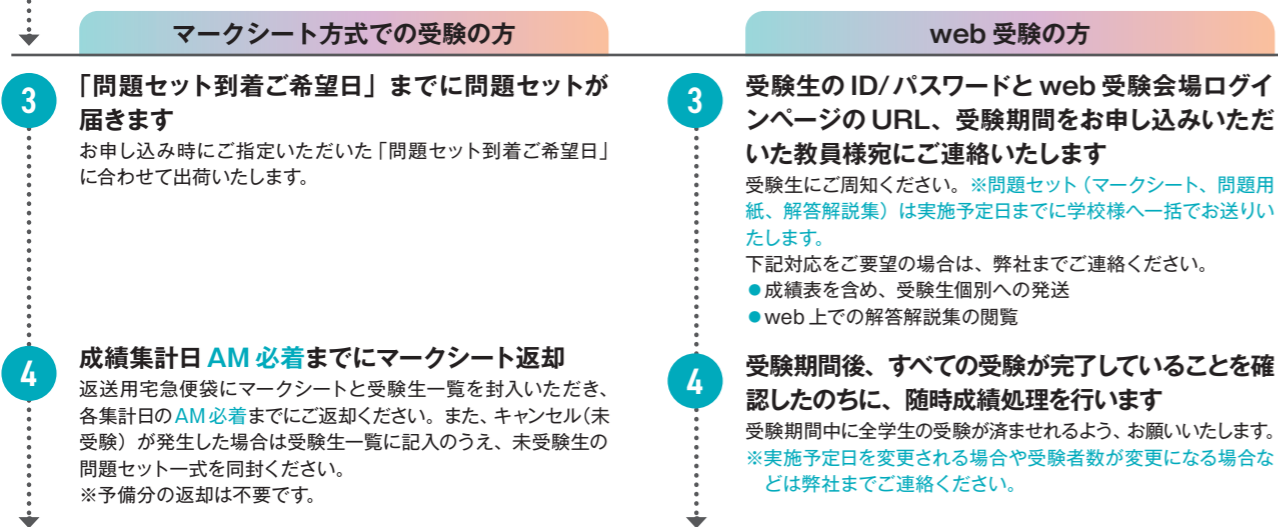 マークシート方式での受験の方
3
「問題セット到着ご希望日」までに問題セットが
届きます
お申し込み時にご指定いただいた「問題セット到着ご希望日」
に合わせて出荷いたします。
4
成績集計日 AM 必着までにマークシート返却
返送用宅急便袋にマークシートと受験生一覧を封入いただき、
各集計日のAM必着までにご返却ください。また、キャンセル(未
受験)が発生した場合は受験生一覧に記入のうえ、未受験生の
問題セット一式を同封ください。
※予備分の返却は不要です。
web 受験の方
3
受験生の ID/パスワードと web 受験会場ログイ
ンページの URL、受験期間をお申し込みいただ
いた教員様宛にご連絡いたします
受験生にご周知ください。※問題セット(マークシート、問題用
紙、解答解説集)は実施予定日までに学校様へ一括でお送りい
たします。
下記対応をご要望の場合は、弊社までご連絡ください。
●成績表を含め、受験生個別への発送
●web 上での解答解説集の閲覧
4
受験期間後、すべての受験が完了していることを確
認したのちに、随時成績処理を行います
受験期間中に全学生の受験が済ませれるよう、お願いいたします。
※実施予定日を変更される場合や受験者数が変更になる場合な
どは弊社までご連絡ください。